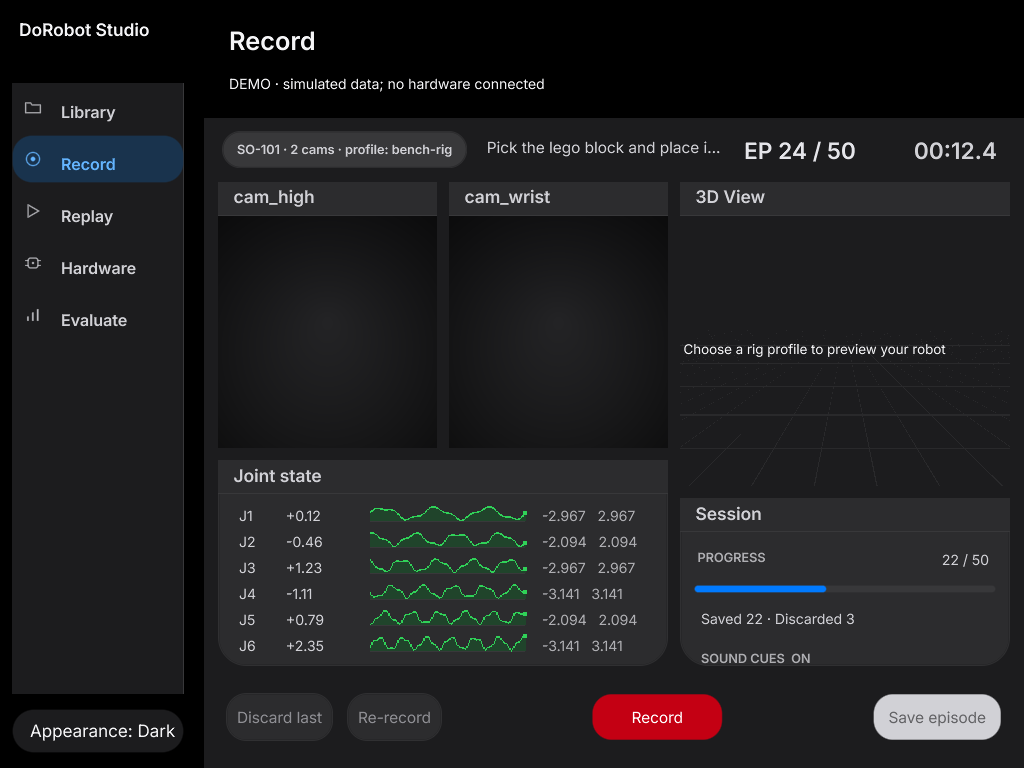 DoRobot Studio
Library
Record
Replay
Hardware
Evaluate
Appearance: Dark
Record
DEMO · simulated data; no hardware connected
SO-101 · 2 cams · profile: bench-rig
Pick the lego block and place i...
EP 24 / 50
00:12.4
cam_high
cam_wrist
3D View
Choose a rig profile to preview your robot
Joint state
J1 +0.12 -2.967 2.967
J2 -0.46 -2.094 2.094
J3 +1.23 -2.967 2.967
J4 -1.11 -3.141 3.141
J5 +0.79 -2.094 2.094
J6 +2.35 -3.141 3.141
Session
PROGRESS 22 / 50
Saved 22 · Discarded 3
SOUND CUES ON
Discard last
Re-record
Record
Save episode